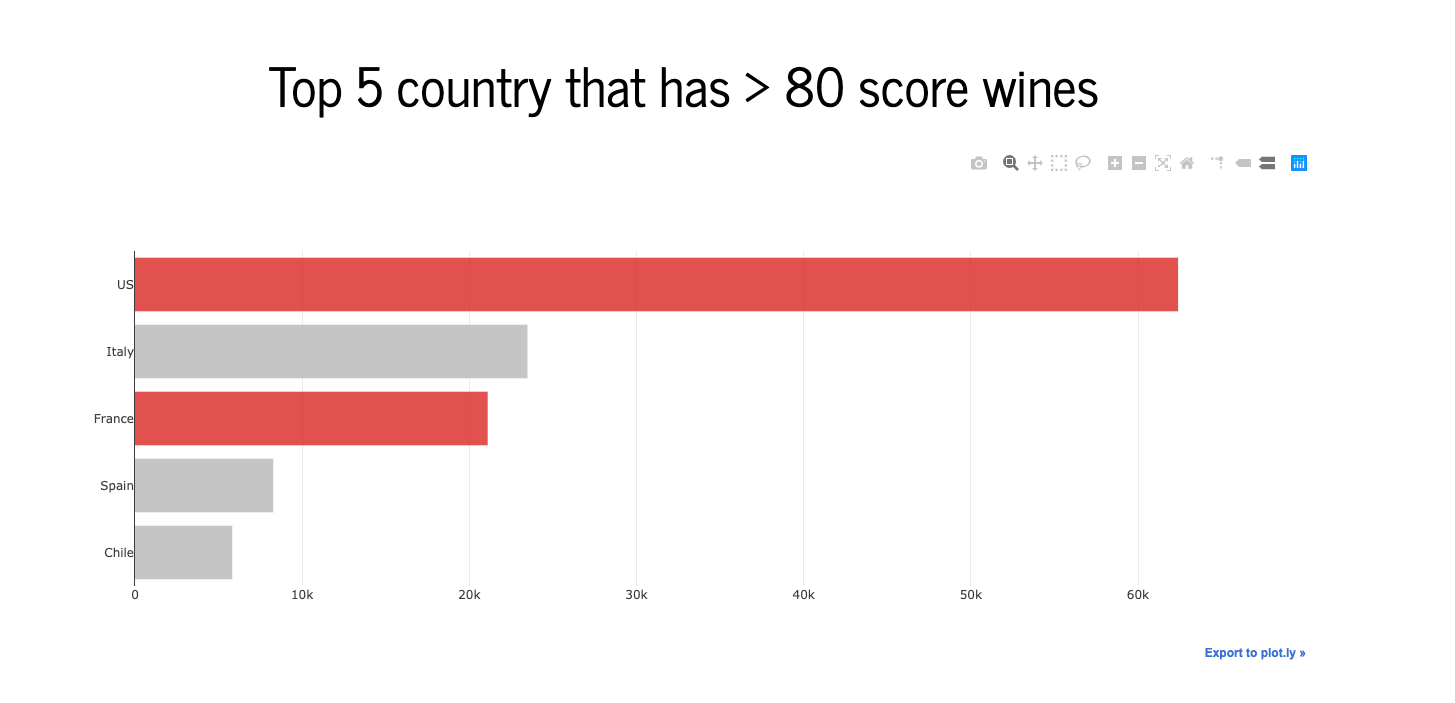 Top 5 country that has > 80 score wines
US
Italy
France
Spain
Chile
0 10k 20k 30k 40k 50k 60k
Export to plot.ly »